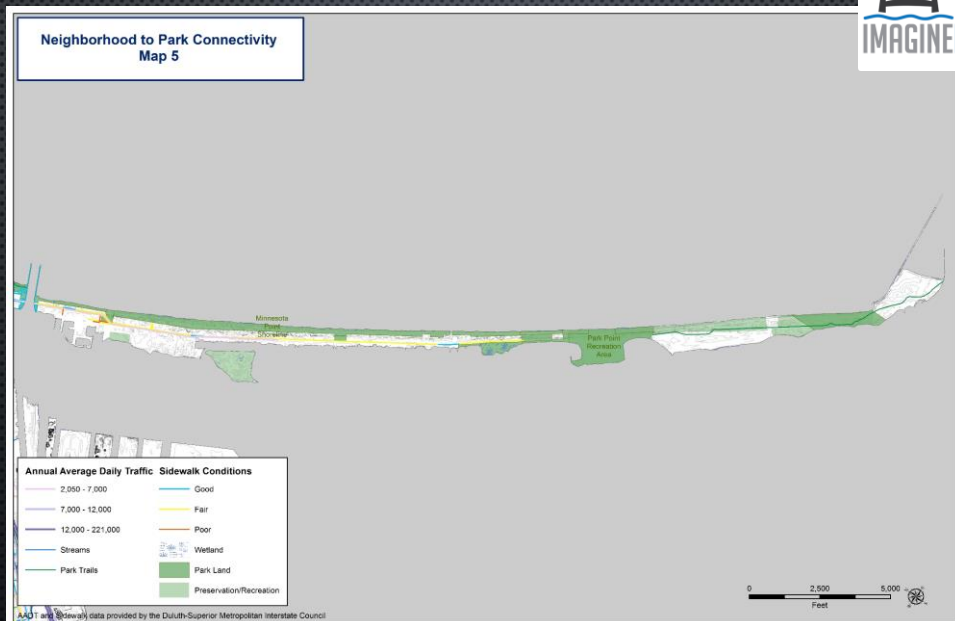 IMAGINE
Neighborhood to Park Connectivity
Map 5
Minnesota
Point
Shoreline
Park Point
Recreation
Area
Annual Average Daily Traffic
2,050 - 7,000
7,000 - 12,000
12,000 - 221,000
Streams
Park Trails
Sidewalk Conditions
Good
Fair
Poor
Wetland
Park Land
Preservation/Recreation
0 2,500 5,000
Feet
AADT and Sidewalk data provided by the Duluth-Superior Metropolitan Interstate Council